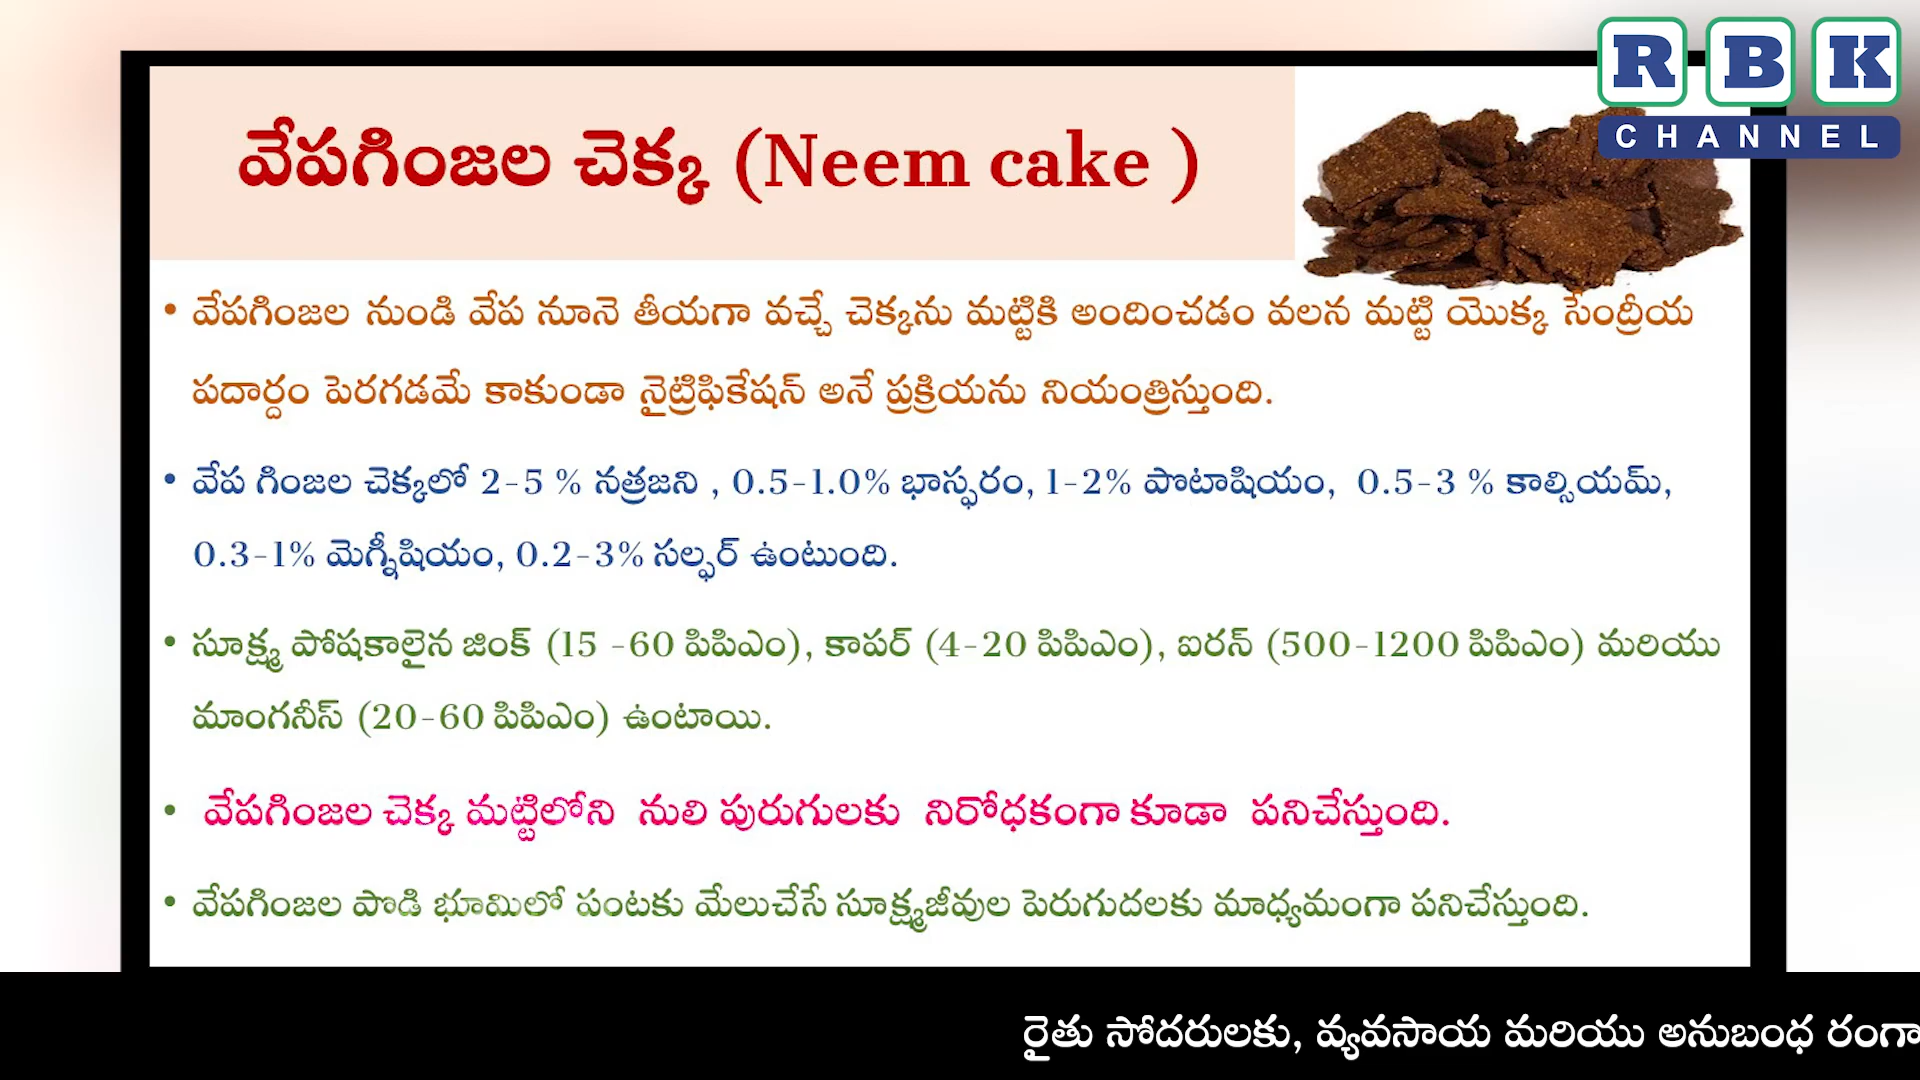 RBK
CHANNEL
వేపగింజల చెక్క (Neem cake )
• వేపగింజల నుండి వేప నూనె తీయగా వచ్చే చెక్కను మట్టికి అందించడం వలన మట్టి యొక్క సేంద్రీయ
పదార్దం పెరగడమే కాకుండా నైట్రిఫికేషన్ అనే ప్రక్రియను నియంత్రిస్తుంది.
• వేప గింజల చెక్కలో 2-5 % నత్రజని , 0.5-1.0% భాస్ఫరం, 1-2% పొటాషియం, 0.5-3 % కాల్సియమ్,
0.3-1% మెగ్నీషియం, 0.2-3% సల్ఫర్ ఉంటుంది.
• సూక్ష్మ పోషకాలైన జింక్ (15 -60 పిపిఎం), కాపర్ (4-20 పిపిఎం), ఐరన్ (500-1200 పిపిఎం) మరియు
మాంగనీస్ (20-60 పిపిఎం) ఉంటాయి.
• వేపగింజల చెక్క మట్టిలోని నులి పురుగులకు నిరోధకంగా కూడా పనిచేస్తుంది.
• వేపగింజల పొడి భూమిలో పంటకు మేలుచేసే సూక్ష్మజీవుల పెరుగుదలకు మాధ్యమంగా పనిచేస్తుంది.
రైతు సోదరులకు, వ్యవసాయ మరియు అనుబంధ రంగా